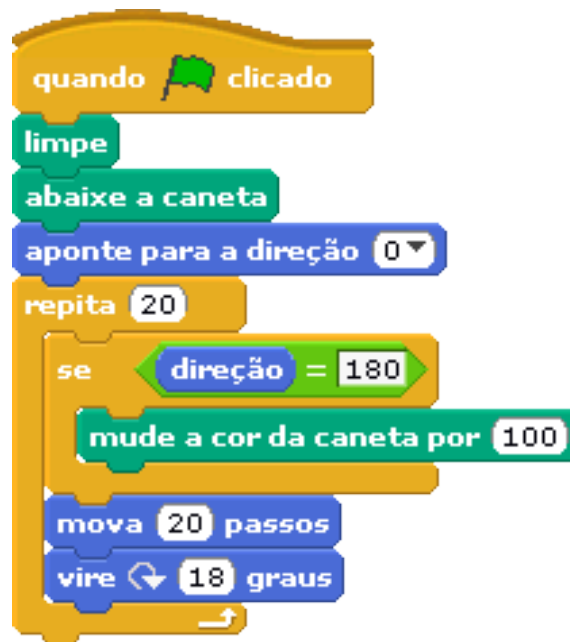 quando clicado
limpe
abaixe a caneta
aponte para a direção 0
repita 20
se direção = 180
mude a cor da caneta por 100
mova 20 passos
vire 18 graus